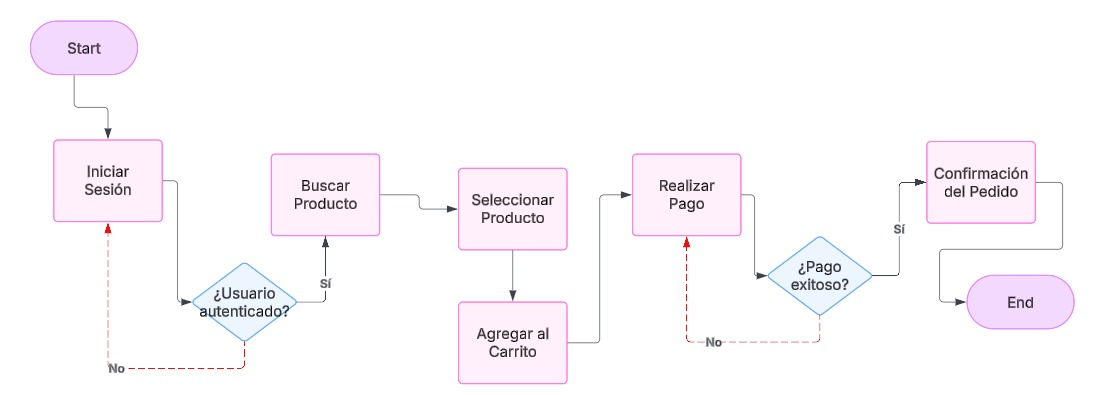 Start
Iniciar
Sesión
¿Usuario
autenticado?
No
Sí
Buscar
Producto
Seleccionar
Producto
Agregar al
Carrito
Realizar
Pago
¿Pago
exitoso?
No
Sí
Confirmación
del Pedido
End